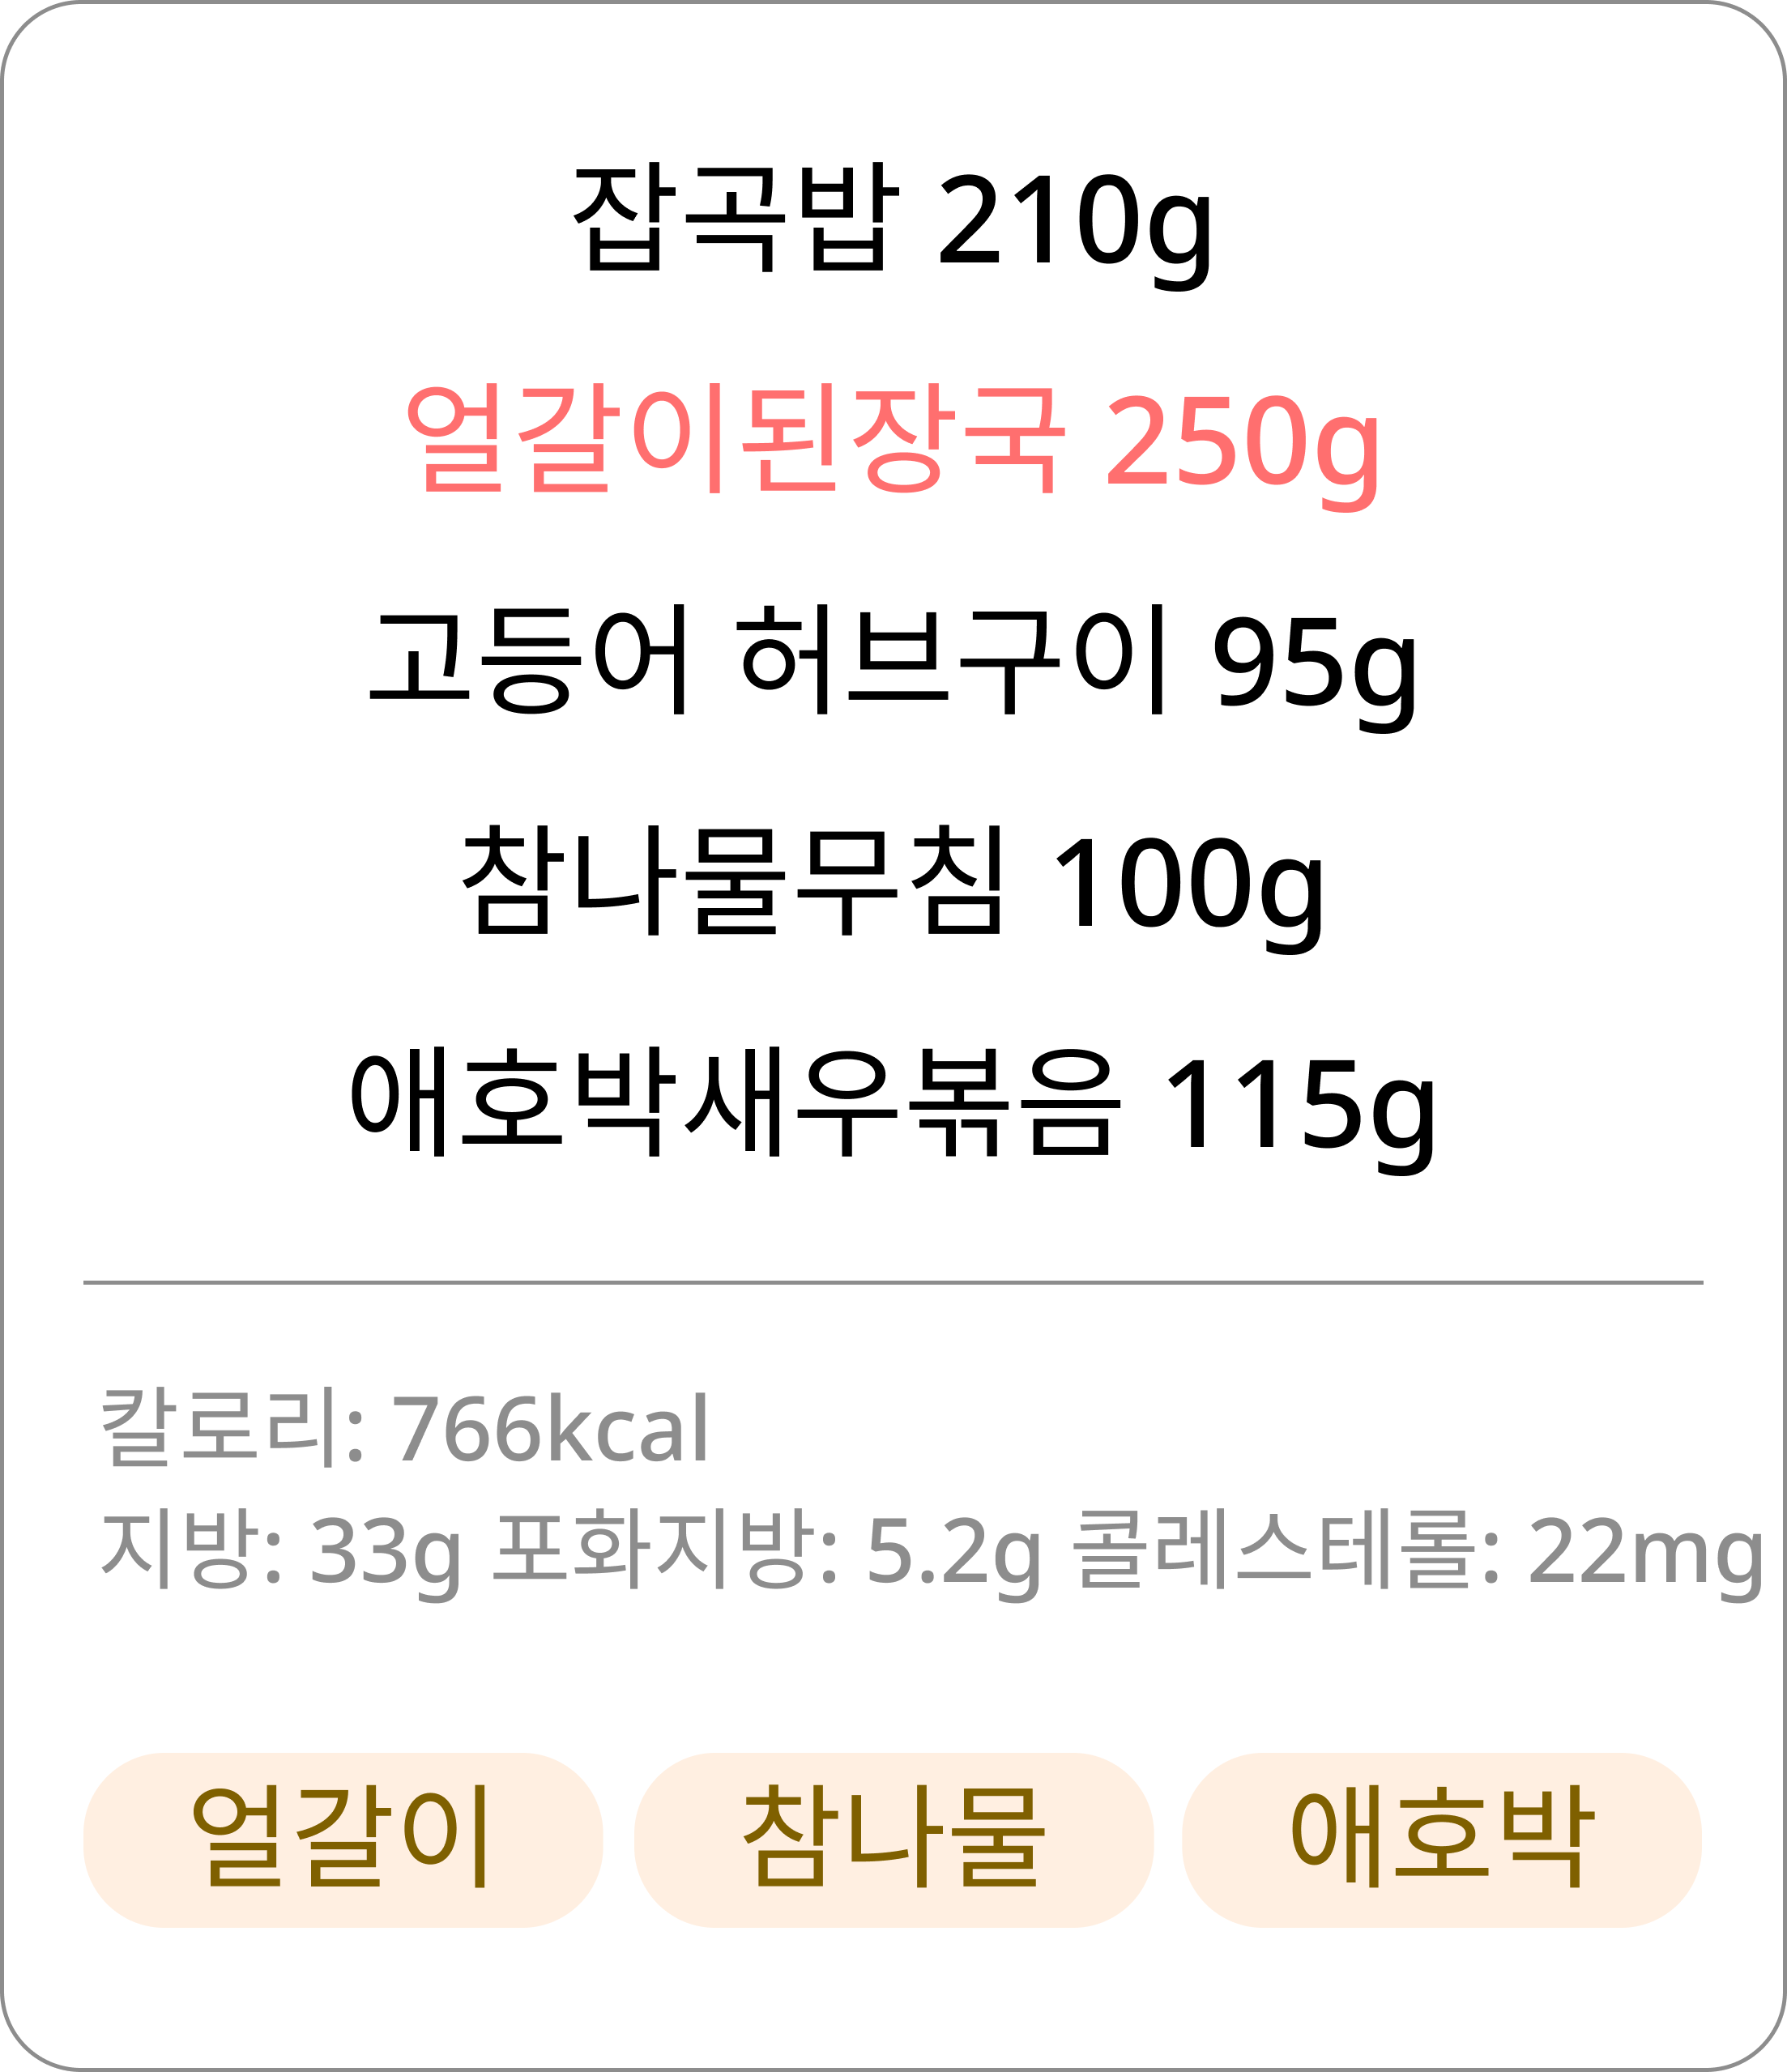 잡곡밥 210g
얼갈이된장국 250g
고등어 허브구이 95g
참나물무침 100g
애호박새우볶음 115g
칼로리: 766kcal
지방: 33g 포화지방: 5.2g 클레스테롤: 22mg
얼갈이 참나물 애호박